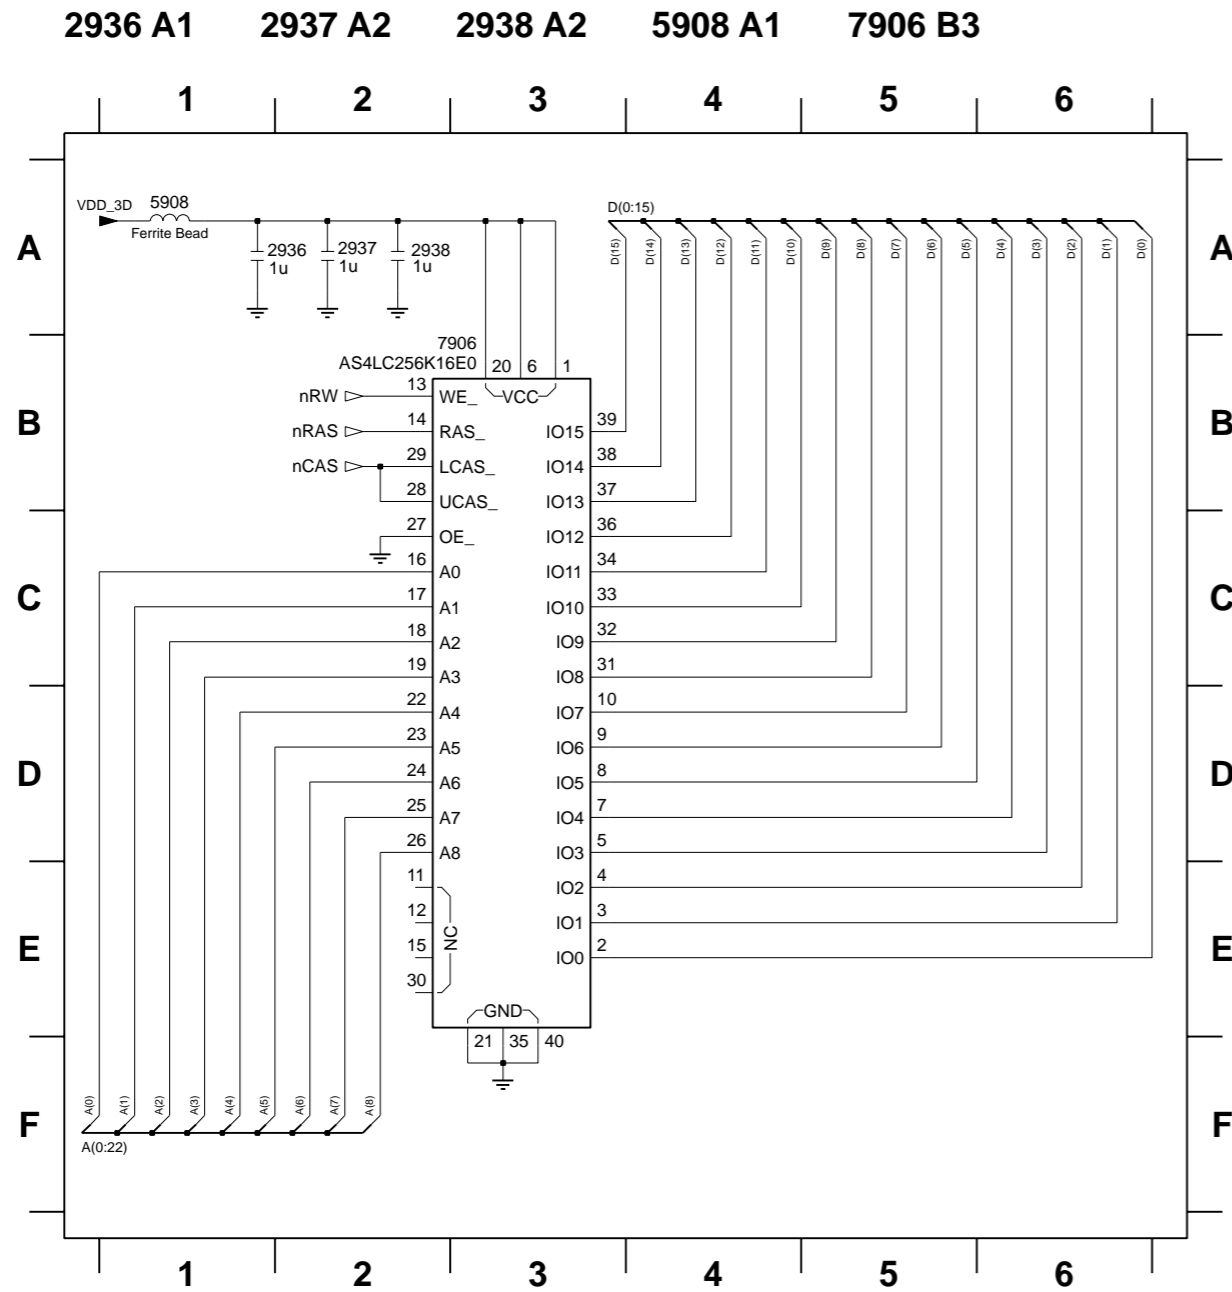 2936 A1 2937 A2 2938 A2 5908 A1 7906 B3
1 2 3 4 5 6
A A
VDD_3D
5908
Ferrite Bead
2936
1u
2937
1u
2938
1u
D(0:15)
D(15) D(14) D(13) D(12) D(11) D(10) D(9) D(8) D(7) D(6) D(5) D(4) D(3) D(2) D(1) D(0)
7906
AS4LC256K16E0
20 6 1
VCC
B B
nRW 13 WE_
nRAS 14 RAS_ IO15 39
nCAS 29 LCAS_ IO14 38
28 UCAS_ IO13 37
27 OE_ IO12 36
C C
16 A0 IO11 34
17 A1 IO10 33
18 A2 IO9 32
19 A3 IO8 31
22 A4 IO7 10
D D
23 A5 IO6 9
24 A6 IO5 8
25 A7 IO4 7
26 A8 IO3 5
11 IO2 4
12 IO1 3
E E
NC
15 IO0 2
30
GND
21 35 40
F F
A(0) A(1) A(2) A(3) A(4) A(5) A(6) A(7) A(8)
A(0:22)
1 2 3 4 5 6